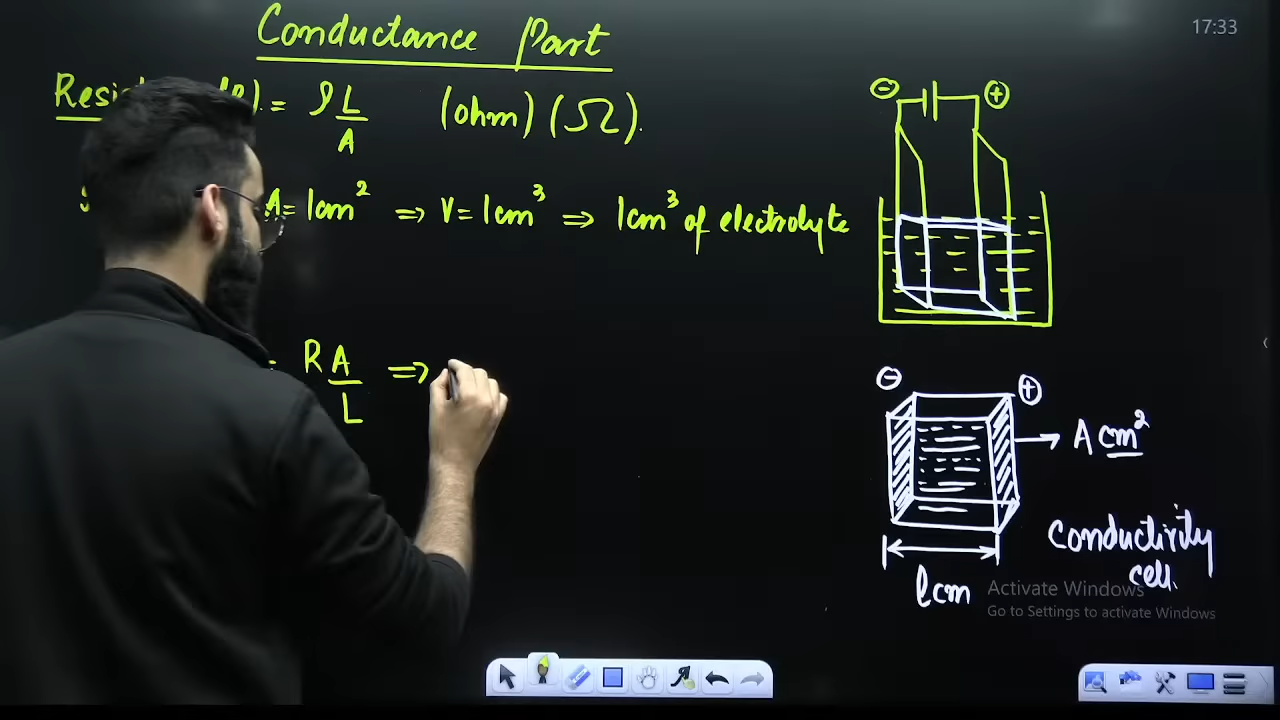 Conductance Part
17:33
= ρ L/A (ohm) (Ω).
A = 1cm² ⇒ V = 1cm³ ⇒ 1cm³ of electrolyte
= RA/L ⇒
⊖ ⊕
⊖ ⊕
A cm²
Conductivity
cell.
l cm
Activate Windows
Go to Settings to activate Windows